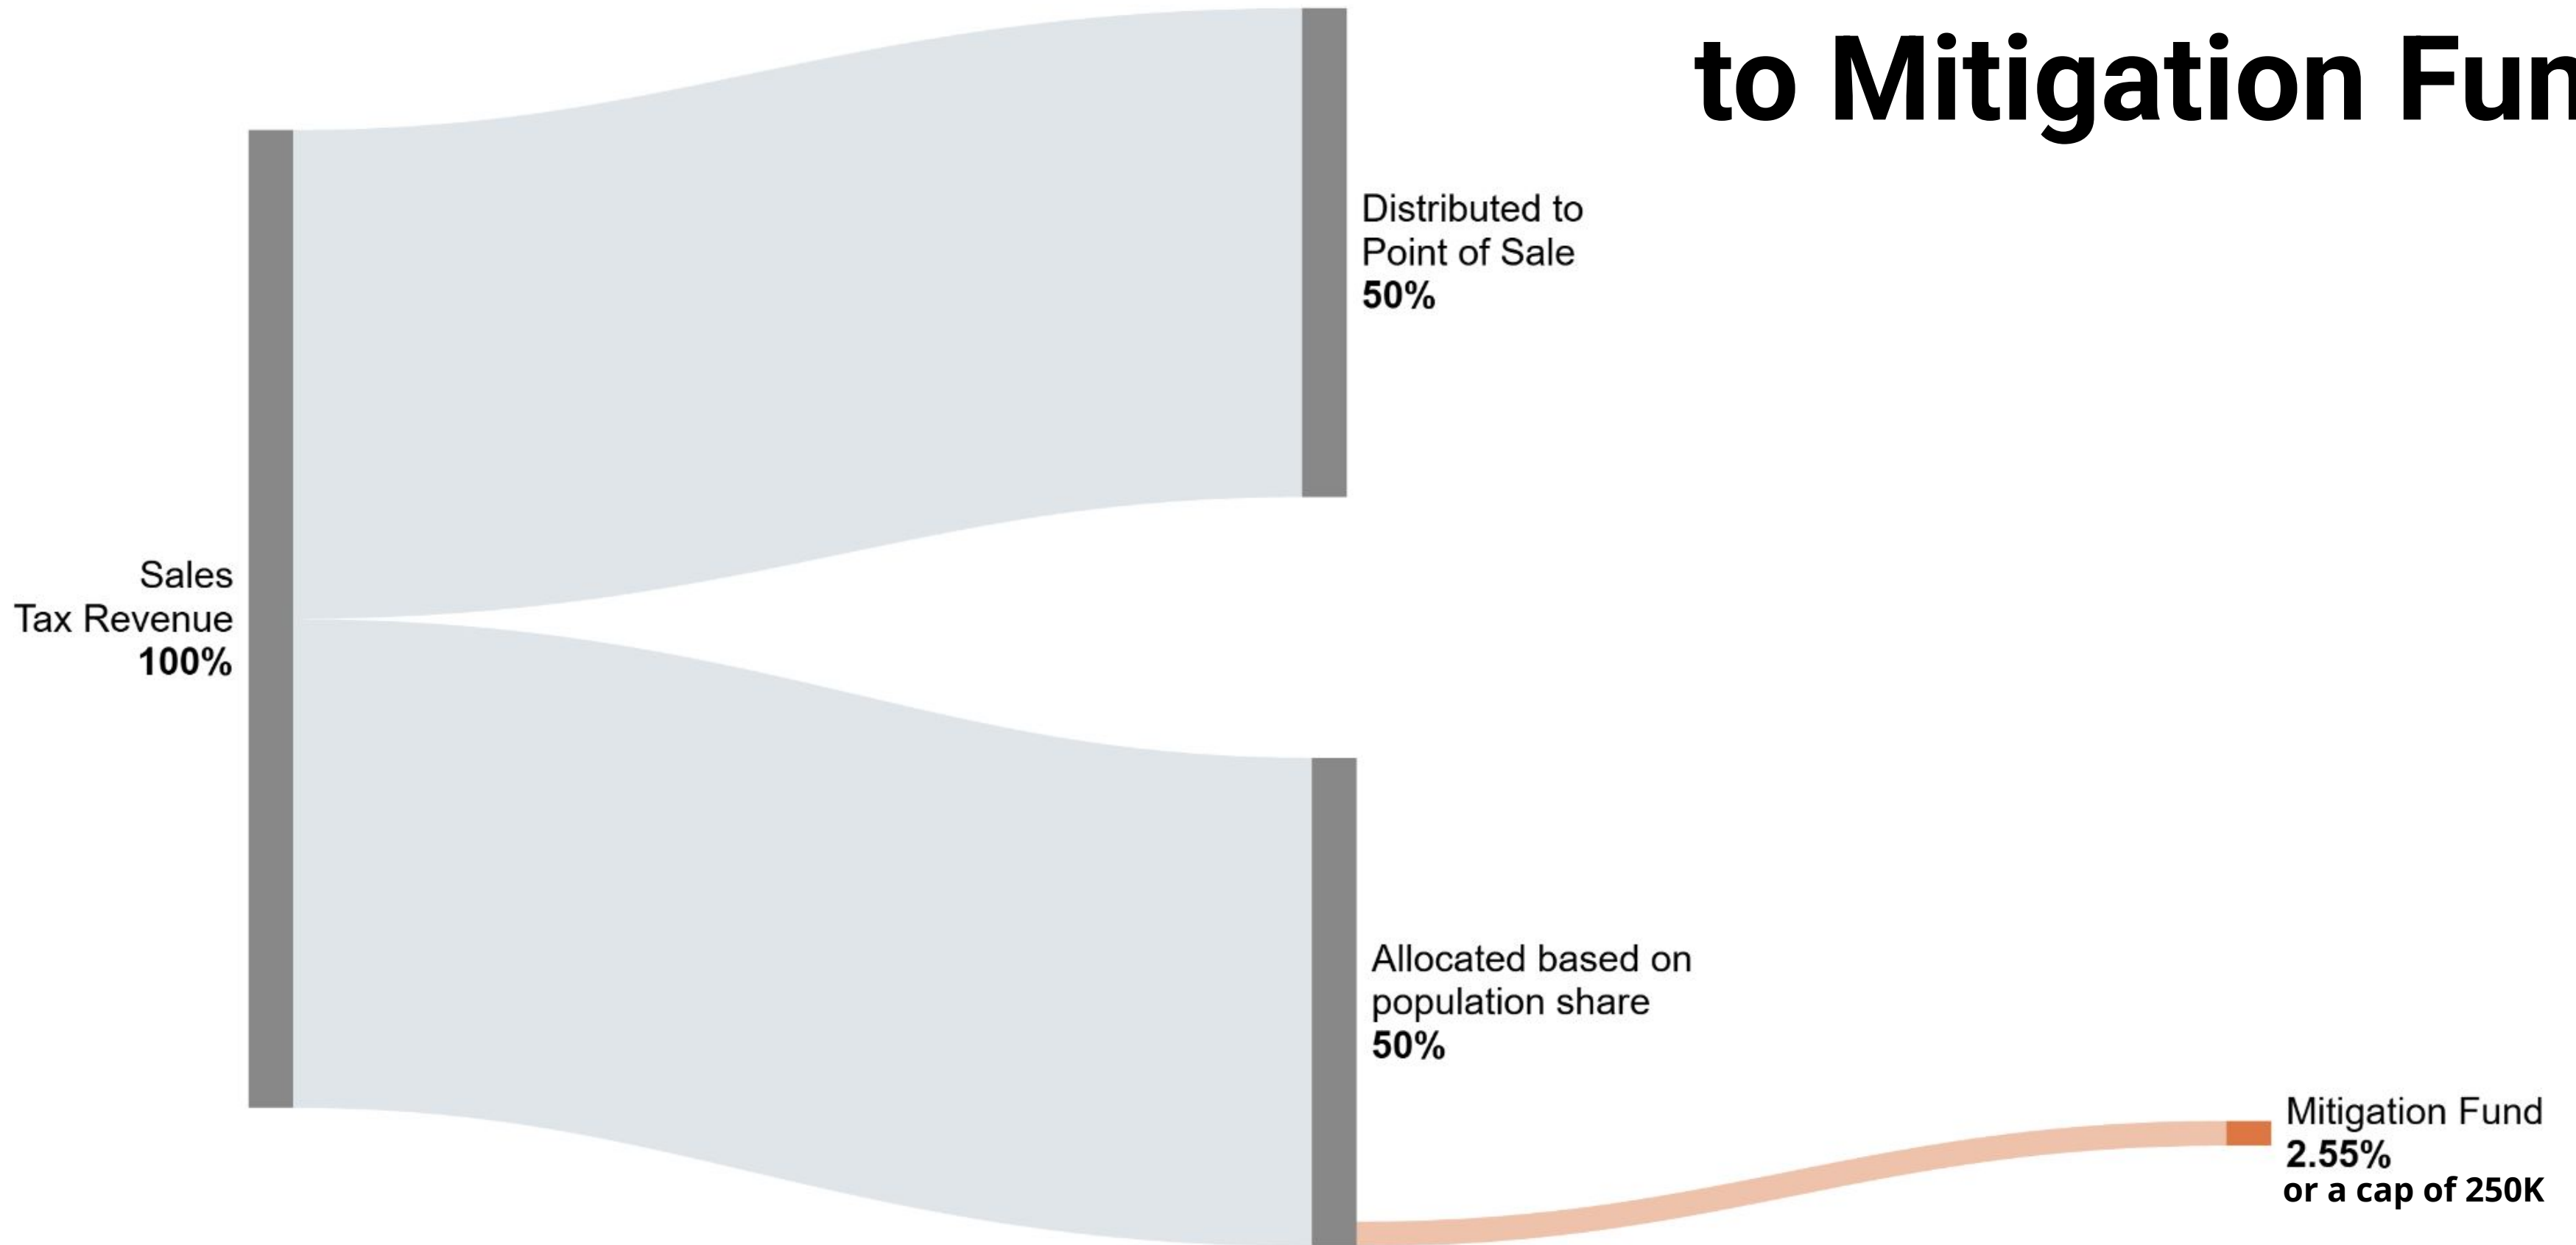 to Mitigation Fun
Distributed to
Point of Sale
50%
Sales
Tax Revenue
100%
Allocated based on
population share
50%
Mitigation Fund
2.55%
or a cap of 250K